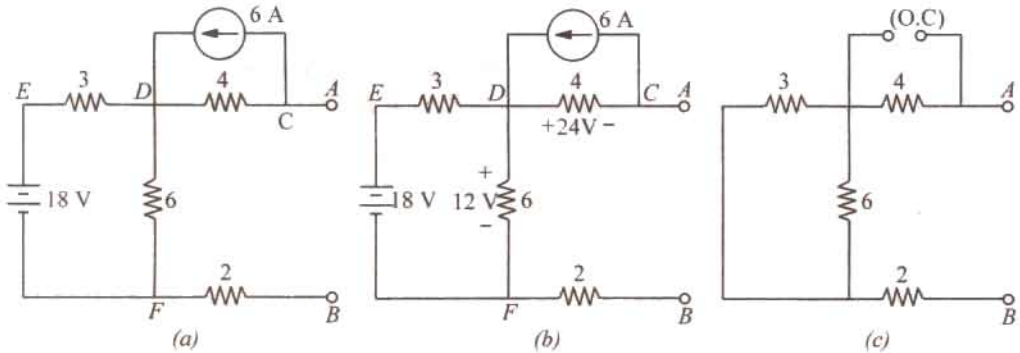 6 A
E 3 D 4 A
C
18 V
6
2
F B
(a)
6 A
E 3 D 4 C A
+24V−
+
18 V 12 V 6
−
2
F B
(b)
(O.C)
3 4 A
6
2
B
(c)